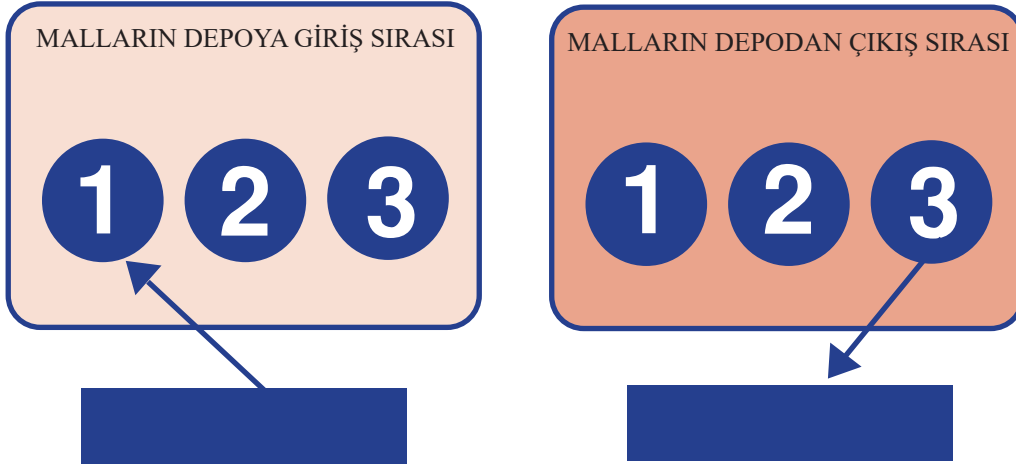 MALLARIN DEPOYA GİRİŞ SIRASI
1 2 3
MALLARIN DEPODAN ÇIKIŞ SIRASI
1 2 3